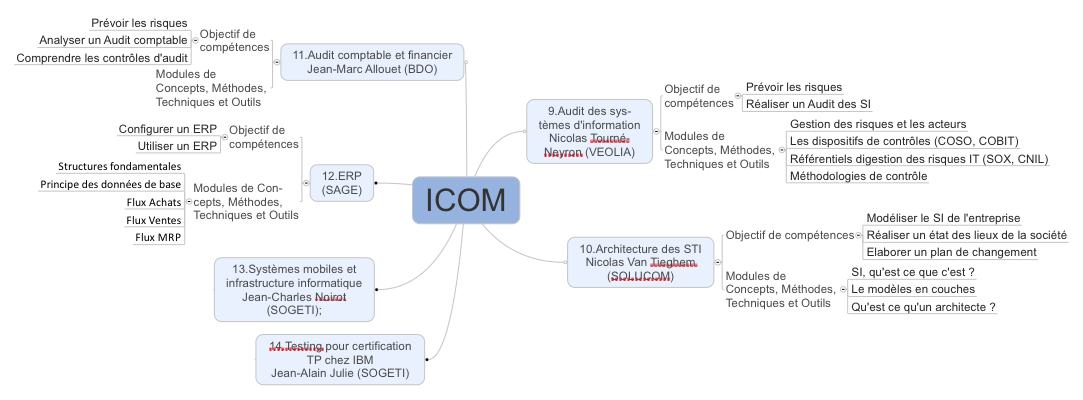 ICOM
9.Audit des sys-
tèmes d'information
Nicolas Tourné
Neyron (VEOLIA)
Objectif de
compétences
Prévoir les risques
Réaliser un Audit des SI
Modules de
Concepts, Méthodes,
Techniques et Outils
Gestion des risques et les acteurs
Les dispositifs de contrôles (COSO, COBIT)
Référentiels digestion des risques IT (SOX, CNIL)
Méthodologies de contrôle
10.Architecture des STI
Nicolas Van Tieghem
(SOLUCOM)
Objectif de compétences
Modéliser le SI de l'entreprise
Réaliser un état des lieux de la société
Elaborer un plan de changement
Modules de
Concepts, Méthodes,
Techniques et Outils
SI, qu'est ce que c'est ?
Le modèles en couches
Qu'est ce qu'un architecte ?
11.Audit comptable et financier
Jean-Marc Allouet (BDO)
Objectif de
compétences
Prévoir les risques
Analyser un Audit comptable
Comprendre les contrôles d'audit
Modules de
Concepts, Méthodes,
Techniques et Outils
12.ERP
(SAGE)
Objectif de
compétences
Configurer un ERP
Utiliser un ERP
Modules de Con-
cepts, Méthodes,
Techniques et Outils
Structures fondamentales
Principe des données de base
Flux Achats
Flux Ventes
Flux MRP
13.Systèmes mobiles et
infrastructure informatique
Jean-Charles Noirot
(SOGETI);
14.Testing pour certification
TP chez IBM
Jean-Alain Julie (SOGETI)